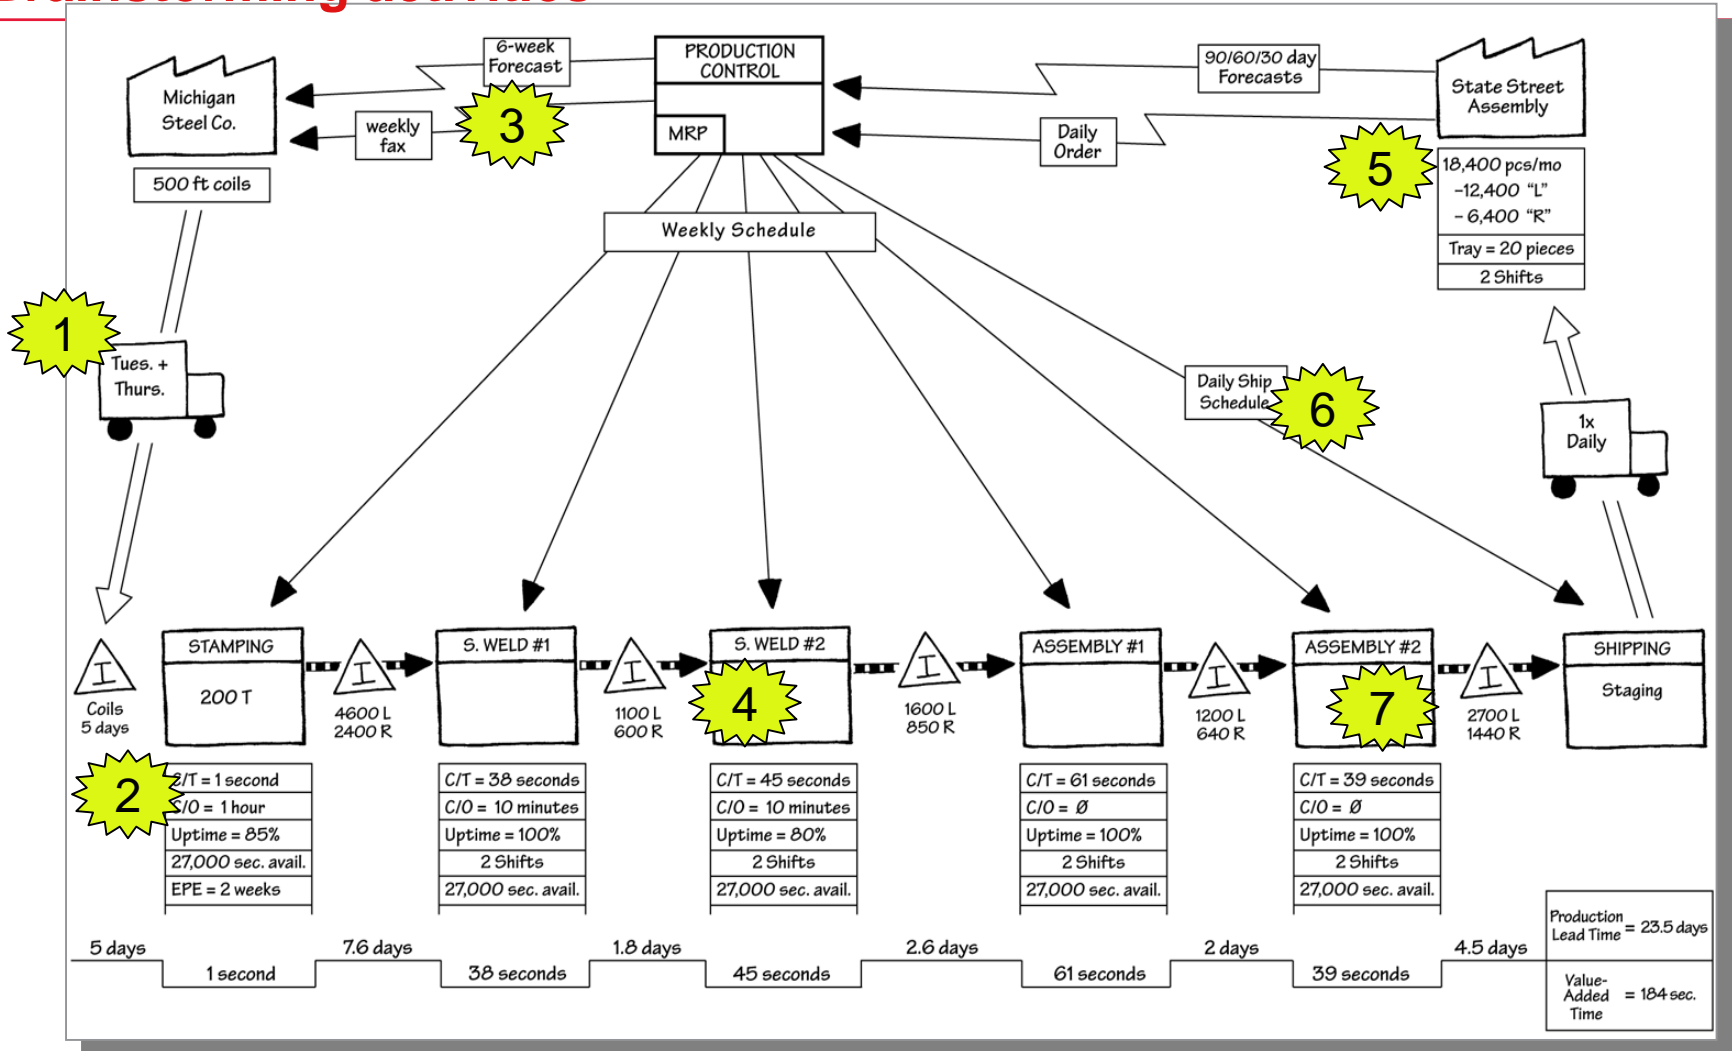 Brainstorming activities
6-week
Forecast
PRODUCTION
CONTROL
MRP
90/60/30 day
Forecasts
State Street
Assembly
Michigan
Steel Co.
weekly
fax
3
Daily
Order
5
18,400 pcs/mo
-12,400 "L"
- 6,400 "R"
Tray = 20 pieces
2 Shifts
500 ft coils
Weekly Schedule
1
Tues. +
Thurs.
Daily Ship
Schedule
6
1x
Daily
I
Coils
5 days
STAMPING
200 T
I
4600 L
2400 R
S. WELD #1
I
1100 L
600 R
S. WELD #2
4
I
1600 L
850 R
ASSEMBLY #1
I
1200 L
640 R
ASSEMBLY #2
7
I
2700 L
1440 R
SHIPPING
Staging
2
C/T = 1 second
C/O = 1 hour
Uptime = 85%
27,000 sec. avail.
EPE = 2 weeks
C/T = 38 seconds
C/O = 10 minutes
Uptime = 100%
2 Shifts
27,000 sec. avail.
C/T = 45 seconds
C/O = 10 minutes
Uptime = 80%
2 Shifts
27,000 sec. avail.
C/T = 61 seconds
C/O = Ø
Uptime = 100%
2 Shifts
27,000 sec. avail.
C/T = 39 seconds
C/O = Ø
Uptime = 100%
2 Shifts
27,000 sec. avail.
5 days
1 second
7.6 days
38 seconds
1.8 days
45 seconds
2.6 days
61 seconds
2 days
39 seconds
4.5 days
Production
Lead Time = 23.5 days
Value-
Added = 184 sec.
Time